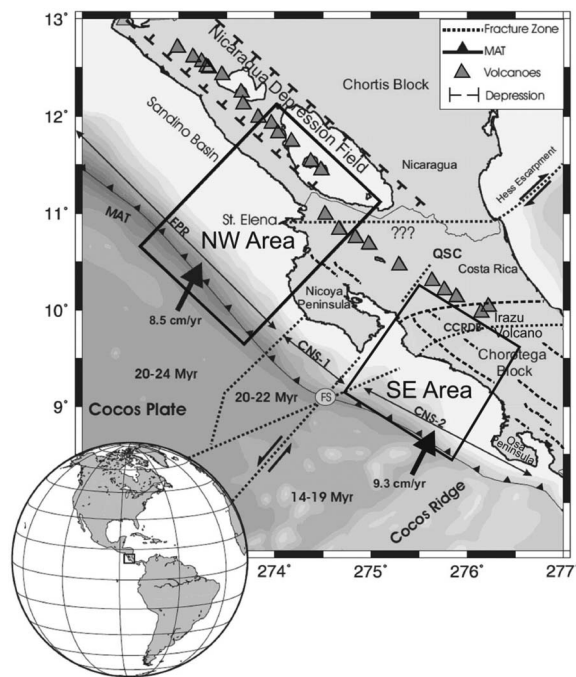 13°
12°
11°
10°
9°
274°
275°
276°
277°
Fracture Zone
MAT
Volcanoes
Depression
Nicaragua Depression Field
Chortis Block
Sandino Basin
Nicaragua
Hess Escarpment
MAT
EPR
St. Elena
???
NW Area
QSC
Costa Rica
8.5 cm/yr
Nicoya
Peninsula
Irazu
Volcano
CCRDB
Chorotega
Block
CNS-1
20-24 Myr
20-22 Myr
SE Area
FS
CNS-2
Cocos Plate
Osa
Peninsula
9.3 cm/yr
14-19 Myr
Cocos Ridge